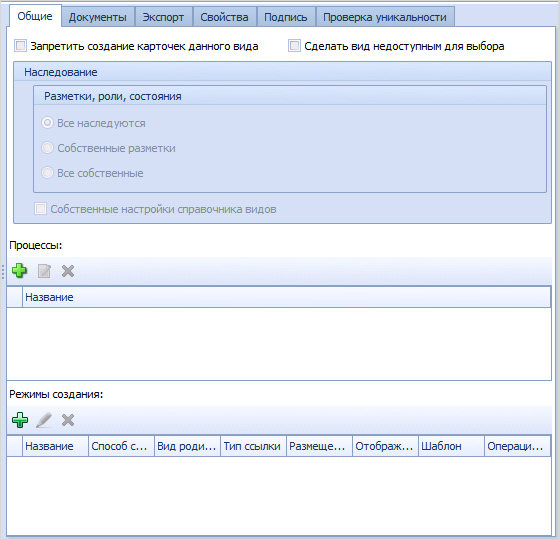 Общие Документы Экспорт Свойства Подпись Проверка уникальности
Запретить создание карточек данного вида Сделать вид недоступным для выбора
Наследование
Разметки, роли, состояния
Все наследуются
Собственные разметки
Все собственные
Собственные настройки справочника видов
Процессы:
Название
Режимы создания:
Название Способ с... Вид роди... Тип ссылки Размеще... Отображ... Шаблон Операци...